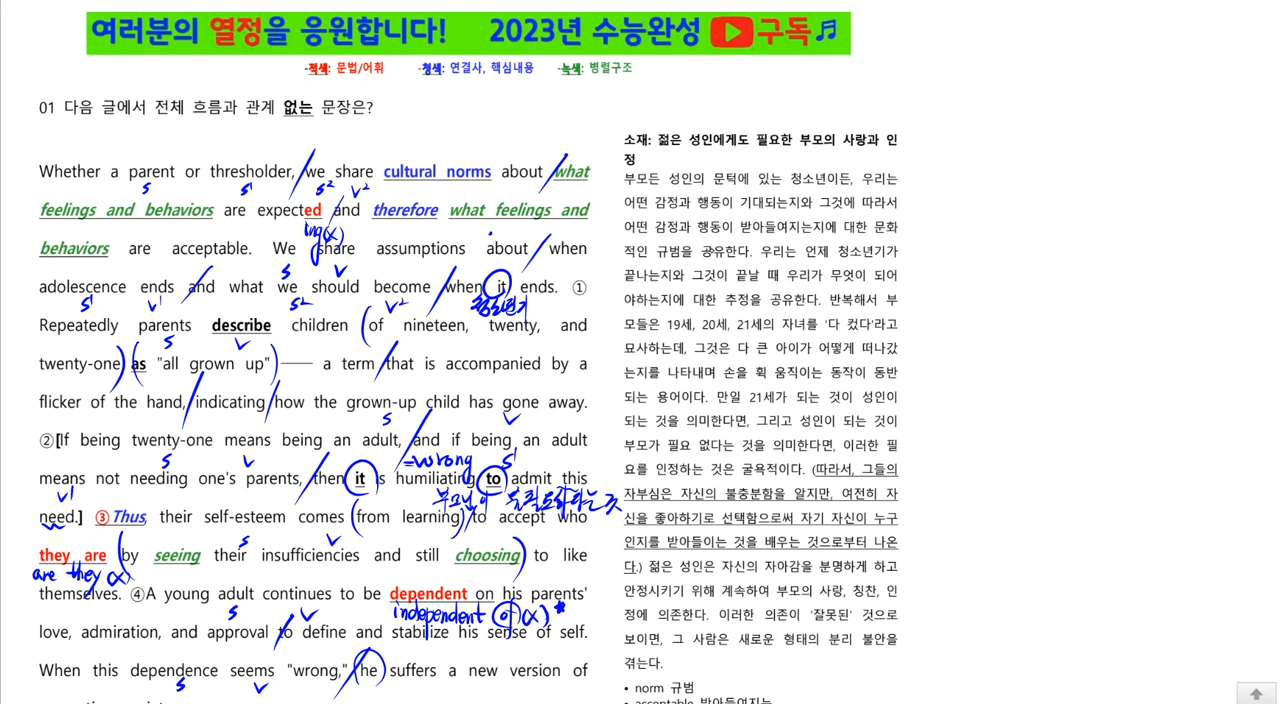 여러분의 열정을 응원합니다! 2023년 수능완성 구독
-적색: 문법/어휘 -청색: 연결사, 핵심내용 -녹색: 병렬구조
01 다음 글에서 전체 흐름과 관계 없는 문장은?
Whether a parent or thresholder, we share cultural norms about what
s s¹ s² v²
feelings and behaviors are expected and therefore what feelings and
ing(x)
behaviors are acceptable. We share assumptions about when
s v
adolescence ends and what we should become when it ends. ①
s¹ v¹ s² v² 청소년기
Repeatedly parents describe children (of nineteen, twenty, and
s v
twenty-one) (as "all grown up") —— a term that is accompanied by a
flicker of the hand, indicating how the grown-up child has gone away.
s v
②[If being twenty-one means being an adult, and if being an adult
s v =wrong s¹
means not needing one's parents, then it is humiliating to admit this
v¹
need.] ③Thus, their self-esteem comes (from learning) to accept who
s v
they are (by seeing their insufficiencies and still choosing) to like
are they (x)
themselves. ④A young adult continues to be dependent on his parents'
s v independent of (x)*
love, admiration, and approval to define and stabilize his sense of self.
When this dependence seems "wrong," he suffers a new version of
s v
소재: 젊은 성인에게도 필요한 부모의 사랑과 인
정
부모든 성인의 문턱에 있는 청소년이든, 우리는
어떤 감정과 행동이 기대되는지와 그것에 따라서
어떤 감정과 행동이 받아들여지는지에 대한 문화
적인 규범을 공유한다. 우리는 언제 청소년기가
끝나는지와 그것이 끝날 때 우리가 무엇이 되어
야하는지에 대한 추정을 공유한다. 반복해서 부
모들은 19세, 20세, 21세의 자녀를 '다 컸다'라고
묘사하는데, 그것은 다 큰 아이가 어떻게 떠나갔
는지를 나타내며 손을 획 움직이는 동작이 동반
되는 용어이다. 만일 21세가 되는 것이 성인이
되는 것을 의미한다면, 그리고 성인이 되는 것이
부모가 필요 없다는 것을 의미한다면, 이러한 필
요를 인정하는 것은 굴욕적이다. (따라서, 그들의
자부심은 자신의 불충분함을 알지만, 여전히 자
신을 좋아하기로 선택함으로써 자기 자신이 누구
인지를 받아들이는 것을 배우는 것으로부터 나온
다.) 젊은 성인은 자신의 자아감을 분명하게 하고
안정시키기 위해 계속하여 부모의 사랑, 칭찬, 인
정에 의존한다. 이러한 의존이 '잘못된' 것으로
보이면, 그 사람은 새로운 형태의 분리 불안을
겪는다.
• norm 규범
• acceptable 받아들여지는